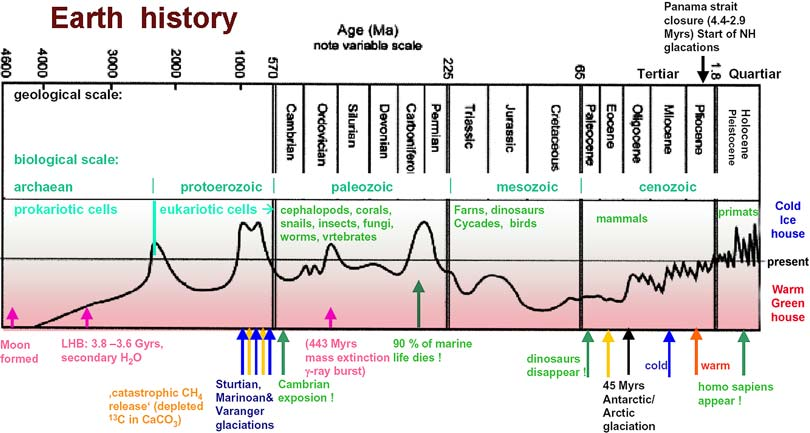 Earth history
Age (Ma)
note variable scale
Panama strait
closure (4.4-2.9
Myrs) Start of NH
glacations
4600
3000
2000
1000
570
225
65
1.8
Tertiar
Quartiar
geological scale:
Cambrian
Ordovician
Silurian
Devonian
Carboniferol
Permian
Triassic
Jurassic
Cretaceous
Paleocene
Eocene
Olligocene
Miocene
Pliocene
Holocene
Pleistocene
biological scale:
archaean
protoerozoic
paleozoic
mesozoic
cenozoic
prokariotic cells
eukariotic cells →
cephalopods, corals,
snails, insects, fungi,
worms, vrtebrates
Farns, dinosaurs
Cycades, birds
mammals
primats
Cold
Ice
house
present
Warm
Green
house
Moon
formed
LHB: 3.8 –3.6 Gyrs,
secondary H2O
(443 Myrs
mass extinction
γ-ray burst)
90 % of marine
life dies !
dinosaurs
disappear !
cold
warm
‚catastrophic CH4
release‘ (depleted
13C in CaCO3)
Sturtian,
Marinoan&
Varanger
glaciations
Cambrian
exposion !
45 Myrs
Antarctic/
Arctic
glaciation
homo sapiens
appear !